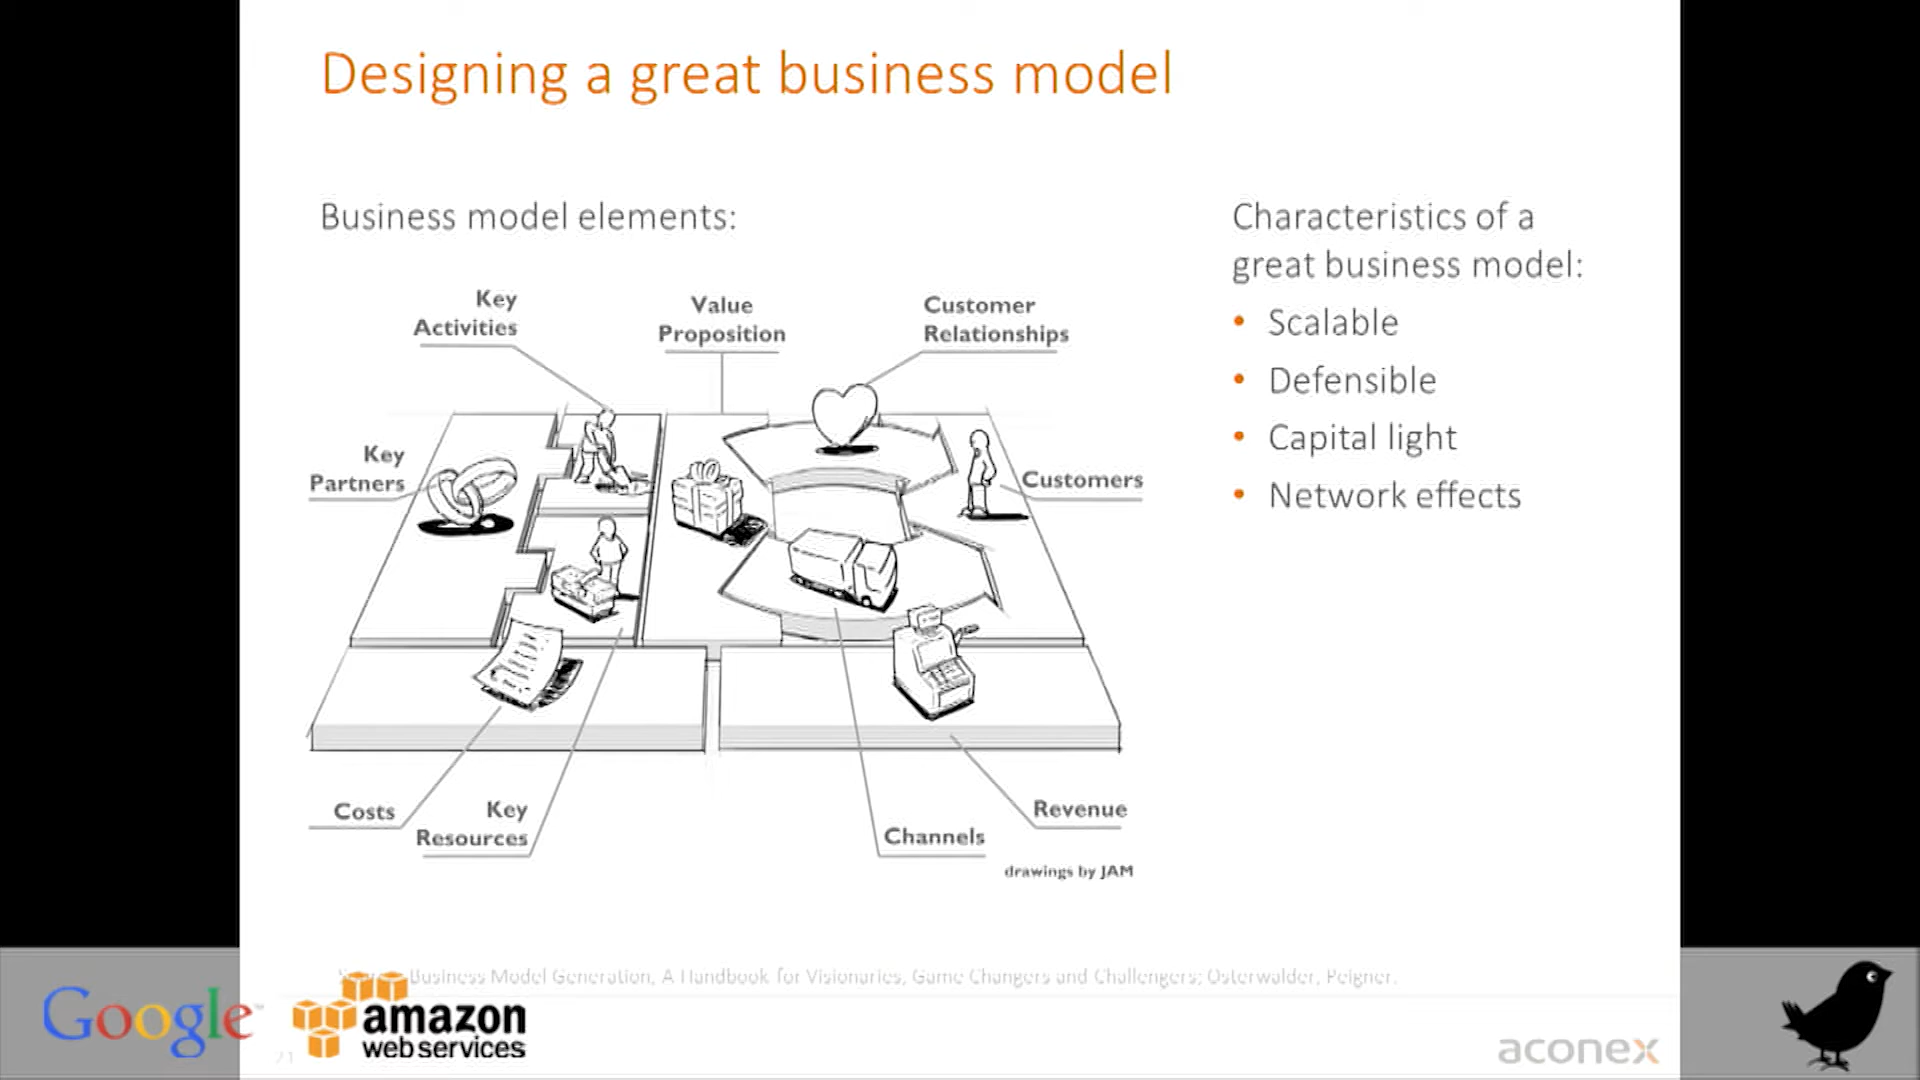 Designing a great business model
Business model elements:
Key
Activities
Value
Proposition
Customer
Relationships
Key
Partners
Customers
Costs
Key
Resources
Channels
Revenue
drawings by JAM
Characteristics of a
great business model:
• Scalable
• Defensible
• Capital light
• Network effects
Business Model Generation, A Handbook for Visionaries, Game Changers and Challengers; Osterwalder, Peigner.
21
Google
amazon
web services
aconex